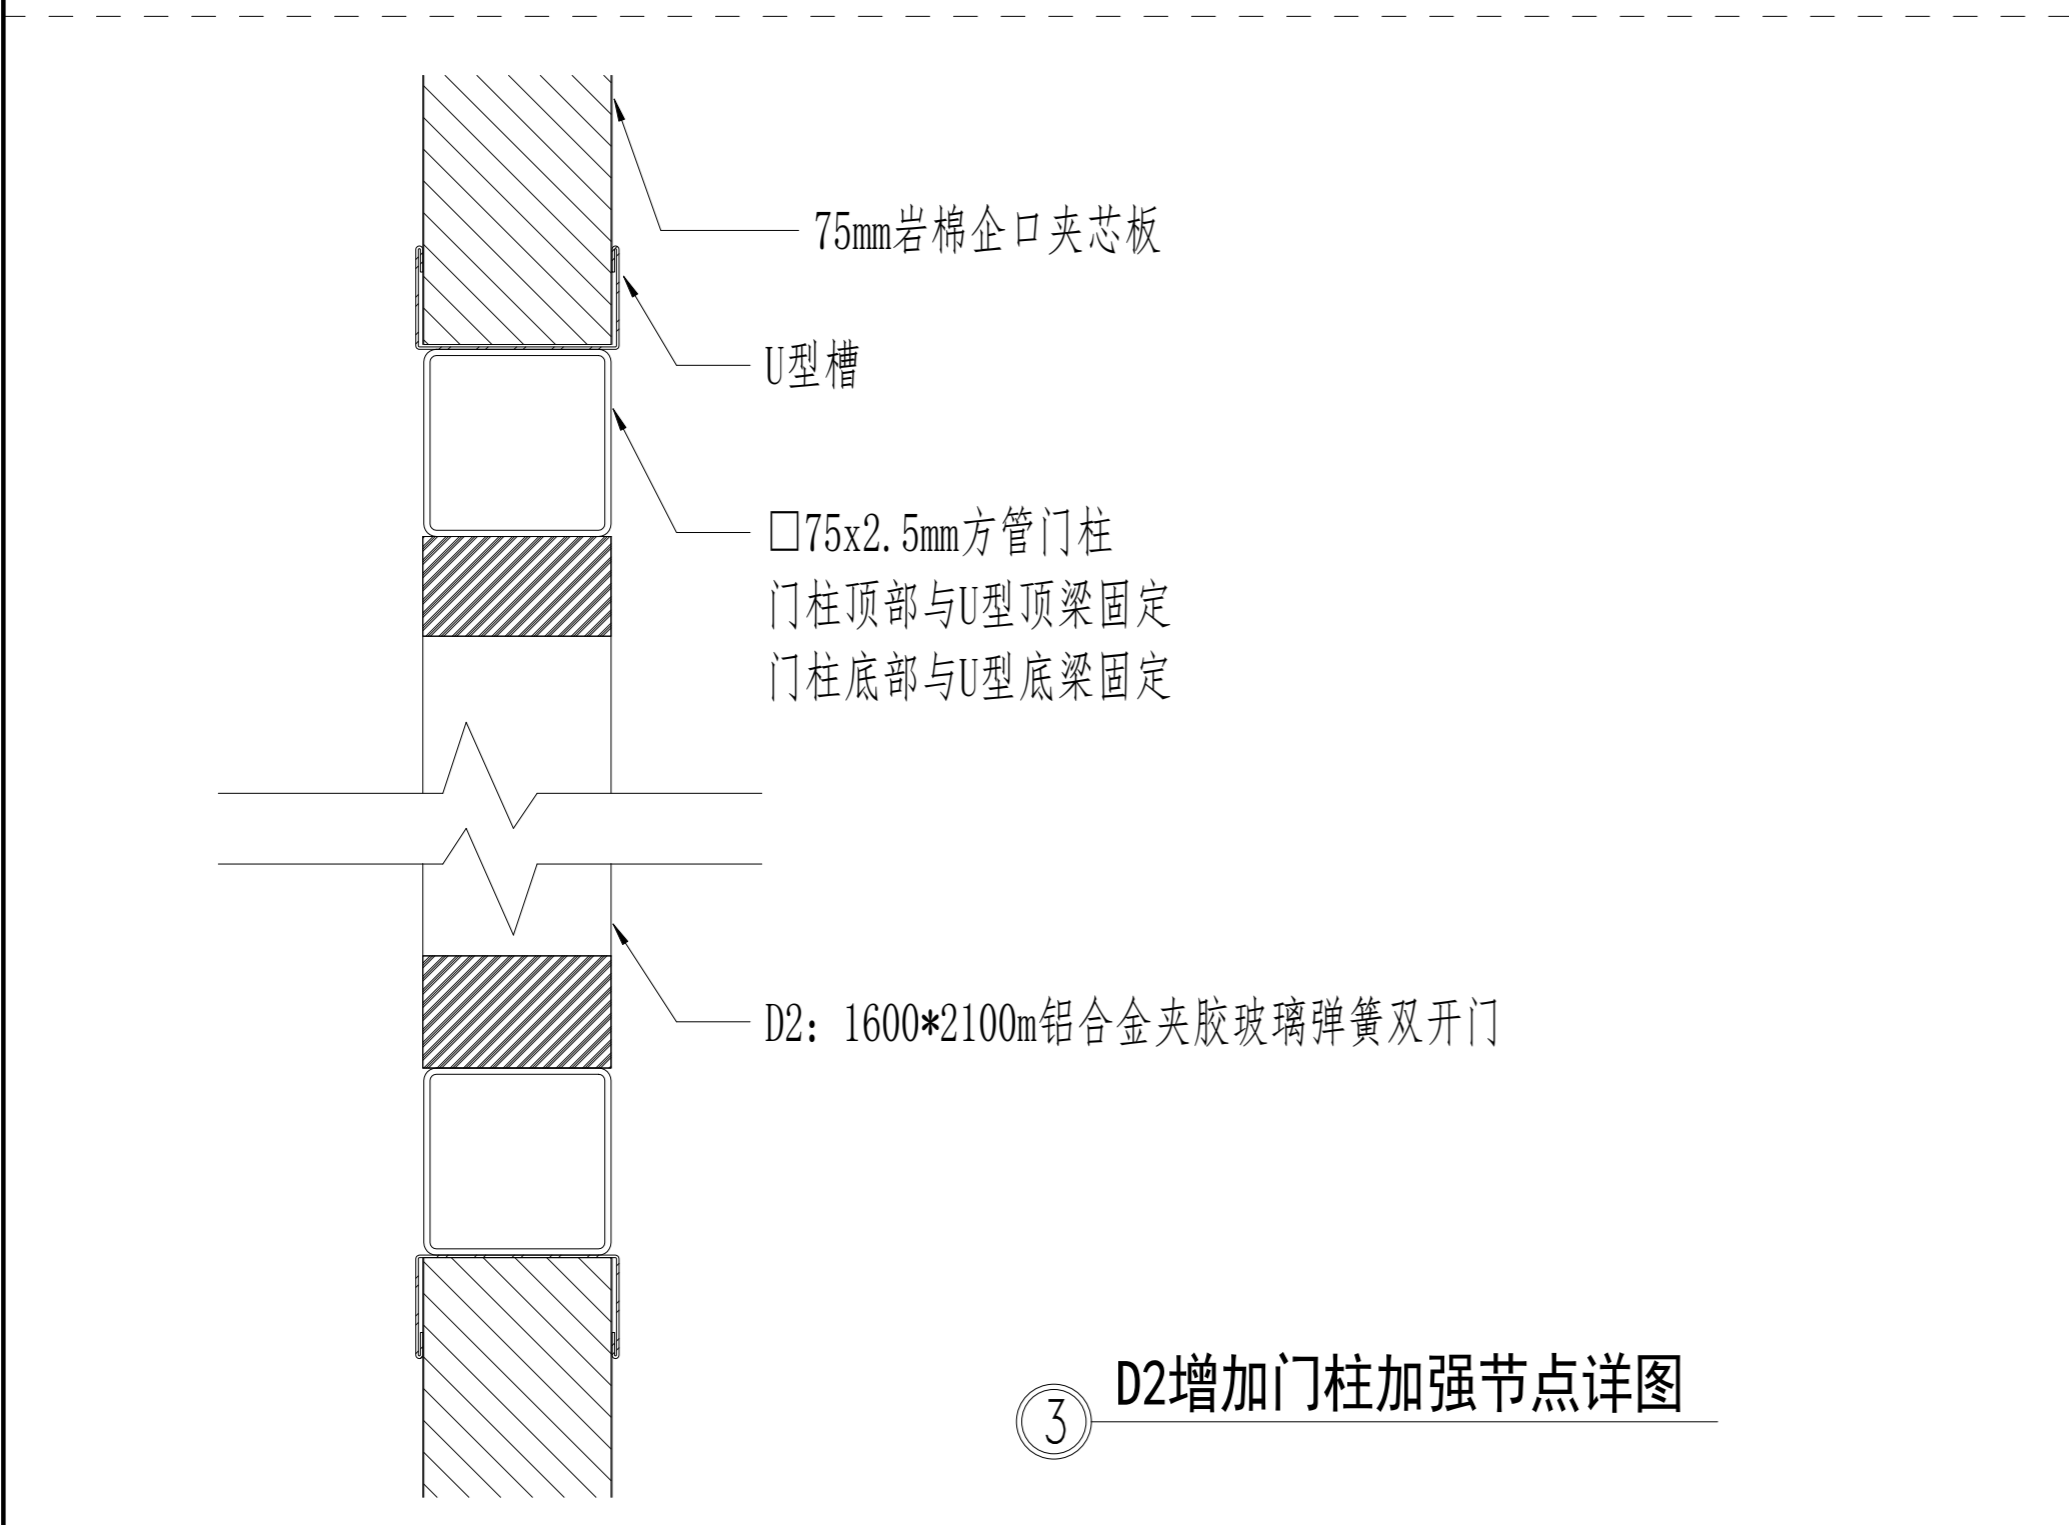 75mm岩棉企口夹芯板
U型槽
□75x2.5mm方管门柱
门柱顶部与U型顶梁固定
门柱底部与U型底梁固定
D2：1600*2100m铝合金夹胶玻璃弹簧双开门
D2增加门柱加强节点详图
3